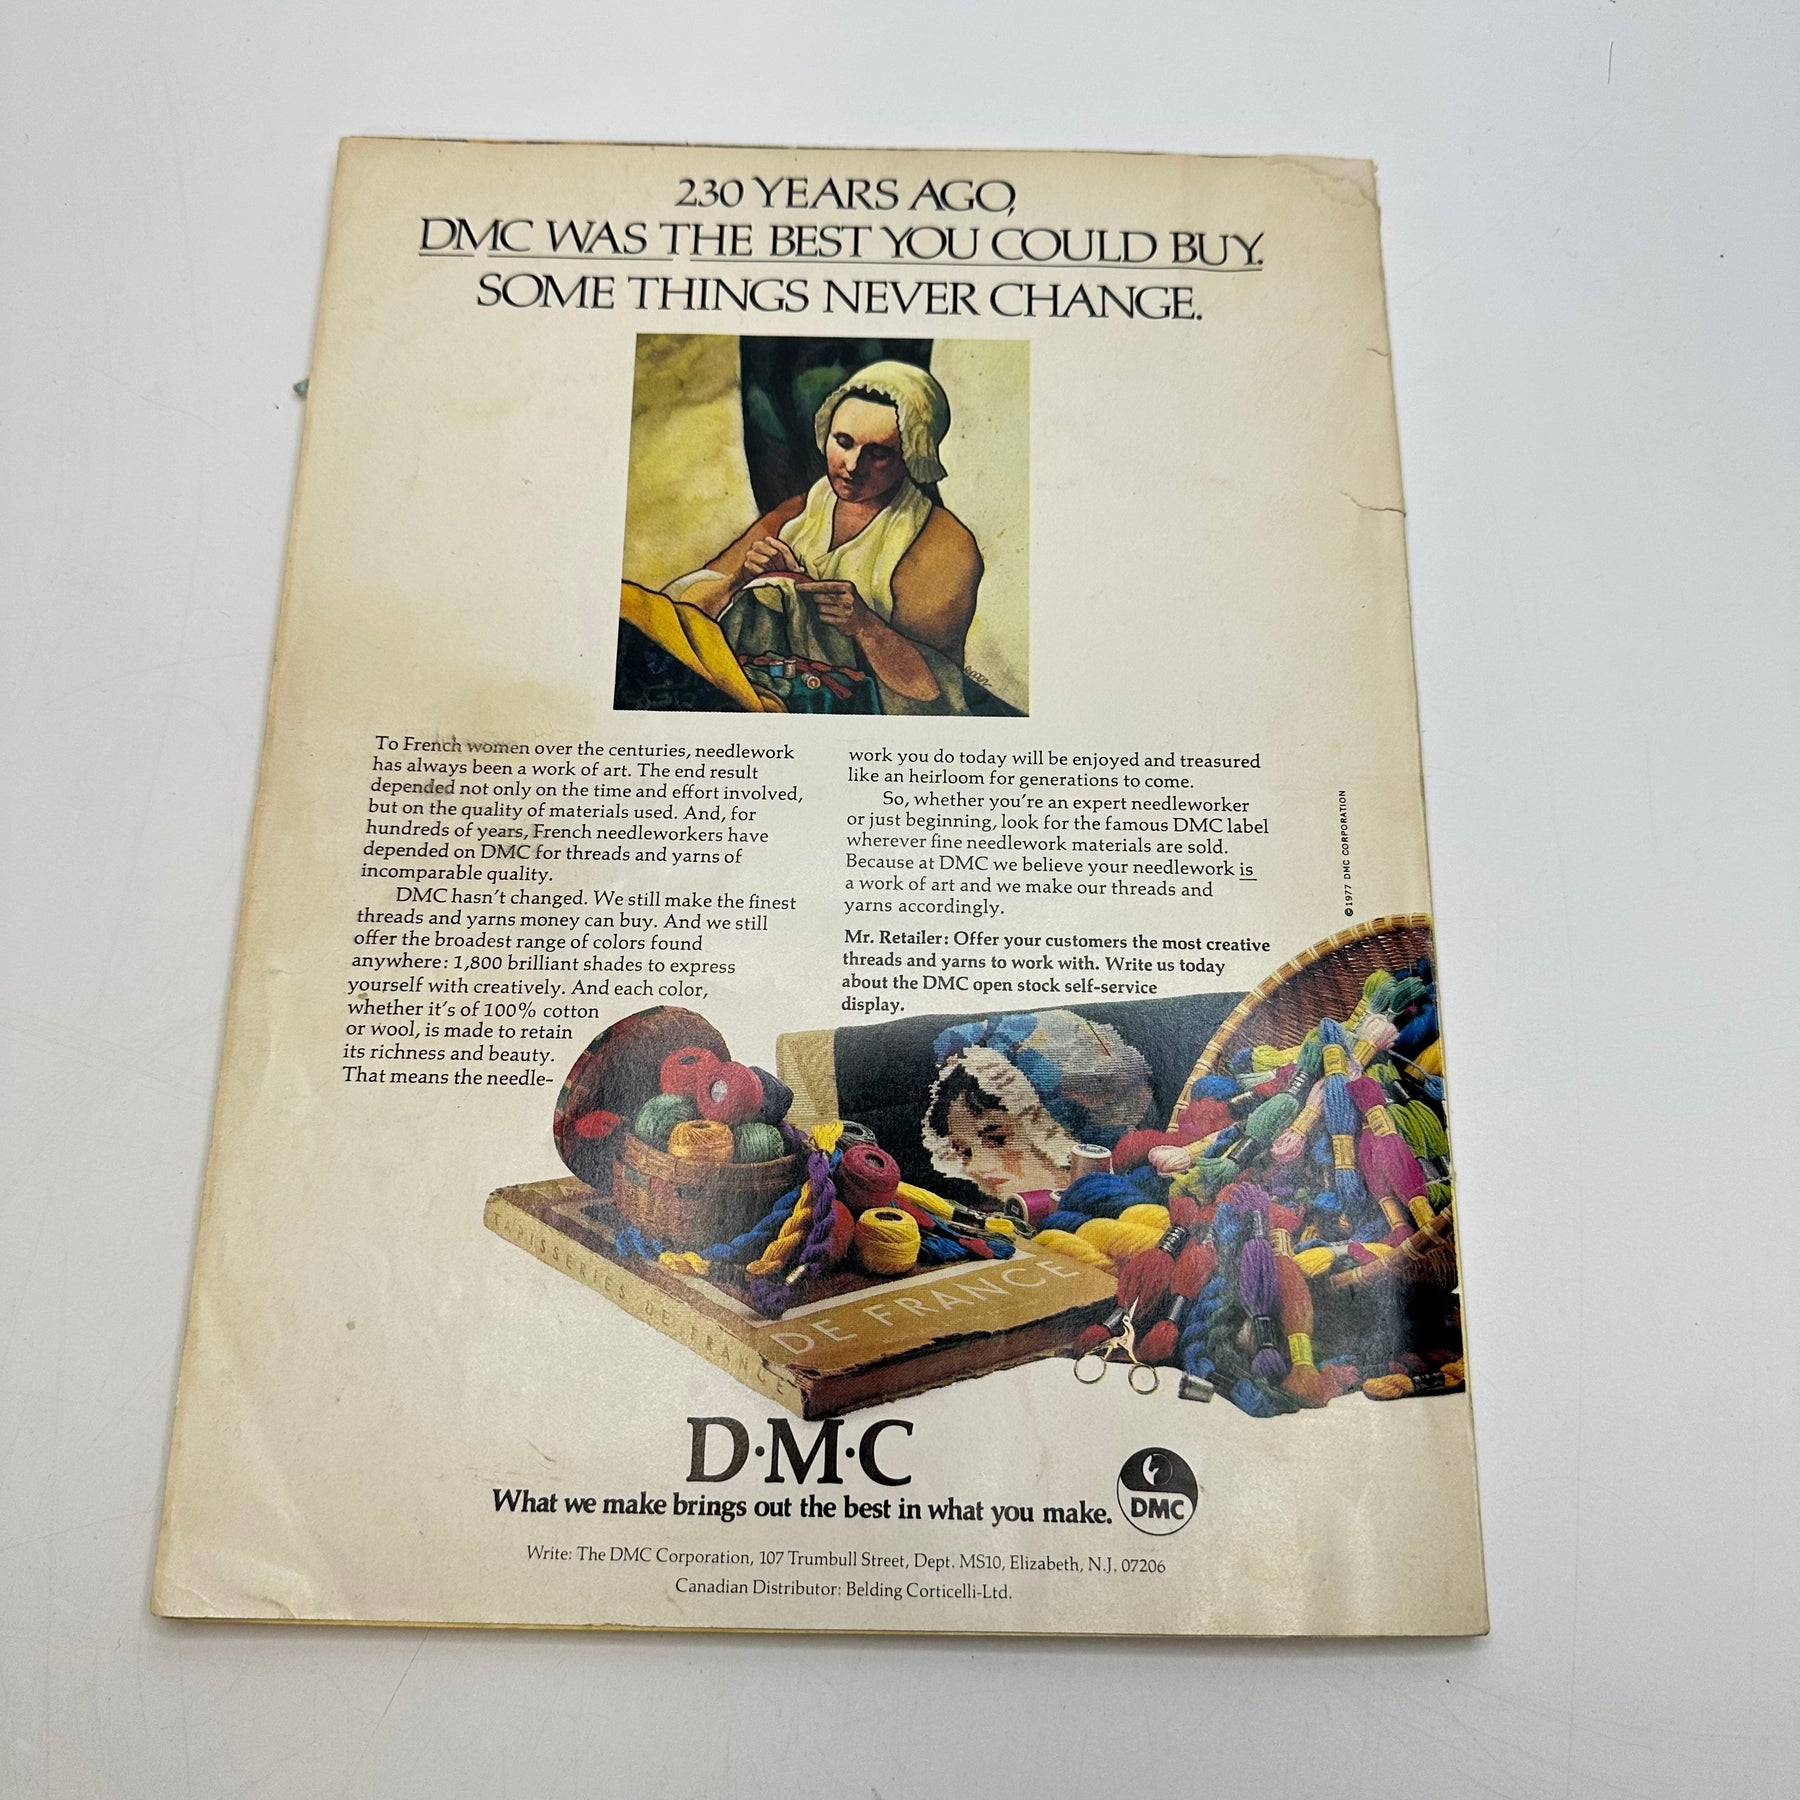 230 YEARS AGO,
DMC WAS THE BEST YOU COULD BUY.
SOME THINGS NEVER CHANGE.
To French women over the centuries, needlework
has always been a work of art. The end result
depended not only on the time and effort involved,
but on the quality of materials used. And, for
hundreds of years, French needleworkers have
depended on DMC for threads and yarns of
incomparable quality.
DMC hasn't changed. We still make the finest
threads and yarns money can buy. And we still
offer the broadest range of colors found
anywhere: 1,800 brilliant shades to express
yourself with creatively. And each color,
whether it's of 100% cotton
or wool, is made to retain
its richness and beauty.
That means the needle-
work you do today will be enjoyed and treasured
like an heirloom for generations to come.
So, whether you're an expert needleworker
or just beginning, look for the famous DMC label
wherever fine needlework materials are sold.
Because at DMC we believe your needlework is
a work of art and we make our threads and
yarns accordingly.
Mr. Retailer: Offer your customers the most creative
threads and yarns to work with. Write us today
about the DMC open stock self-service
display.
©1977 DMC CORPORATION
TAPISSERIES DE FRANCE
DE FRANCE
D·M·C
What we make brings out the best in what you make.
DMC
Write: The DMC Corporation, 107 Trumbull Street, Dept. MS10, Elizabeth, N.J. 07206
Canadian Distributor: Belding Corticelli-Ltd.